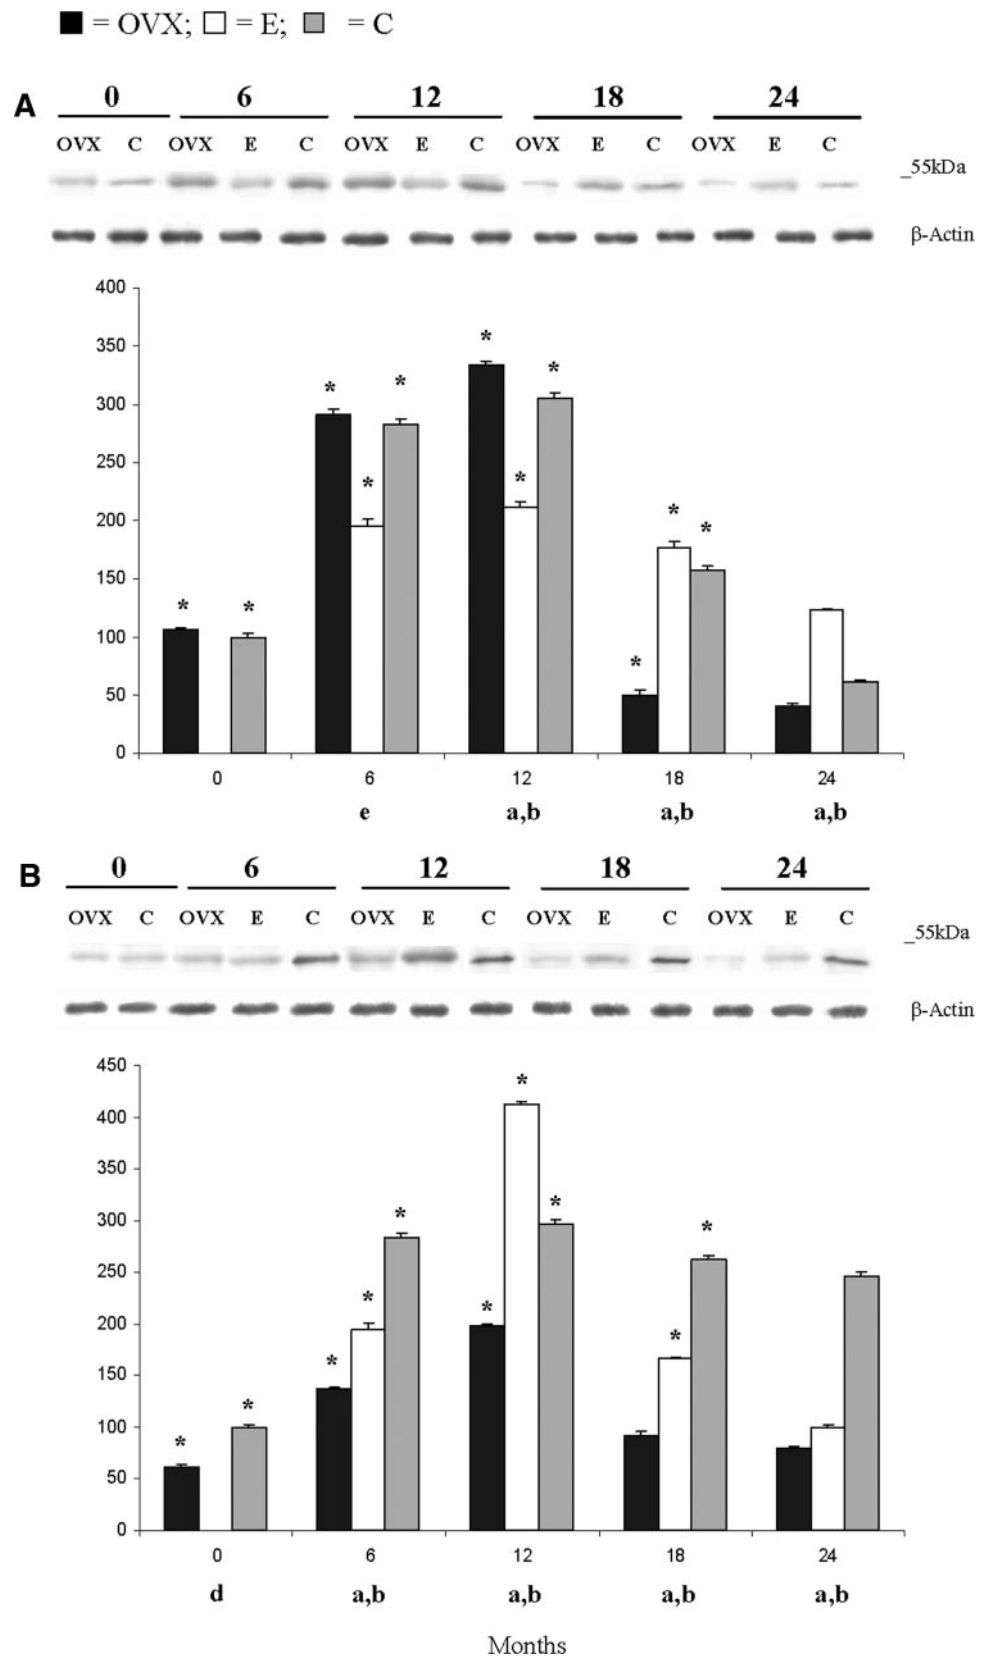 = OVX; = E; = C
A
0 6 12 18 24
OVX C OVX E C OVX E C OVX E C OVX E C
_55kDa
β-Actin
400
350
300
250
200
150
100
50
0
* * * * * * * * * * *
0 6 12 18 24
e a,b a,b a,b
B
0 6 12 18 24
OVX C OVX E C OVX E C OVX E C OVX E C
_55kDa
β-Actin
450
400
350
300
250
200
150
100
50
0
* * * * * * * * * *
0 6 12 18 24
d a,b a,b a,b a,b
Months